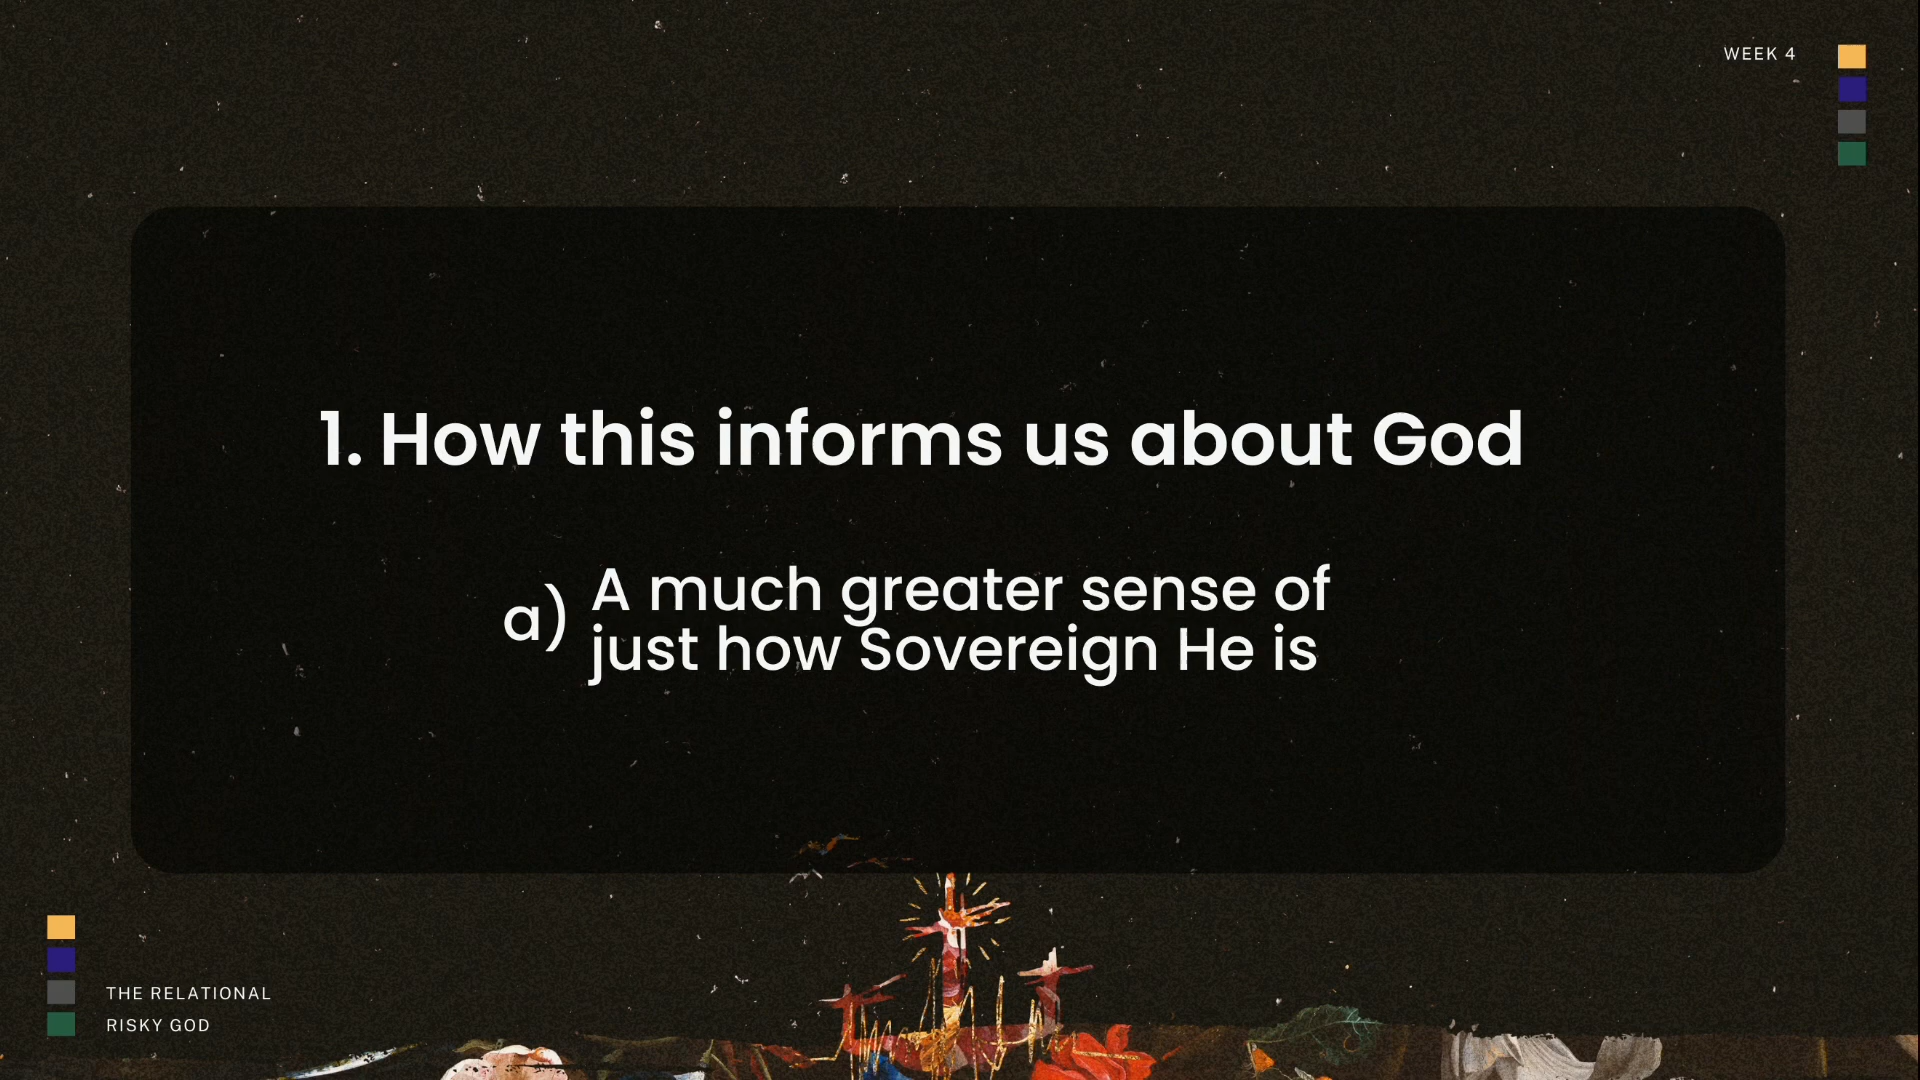 WEEK 4
1. How this informs us about God
a) A much greater sense of
just how Sovereign He is
THE RELATIONAL
RISKY GOD